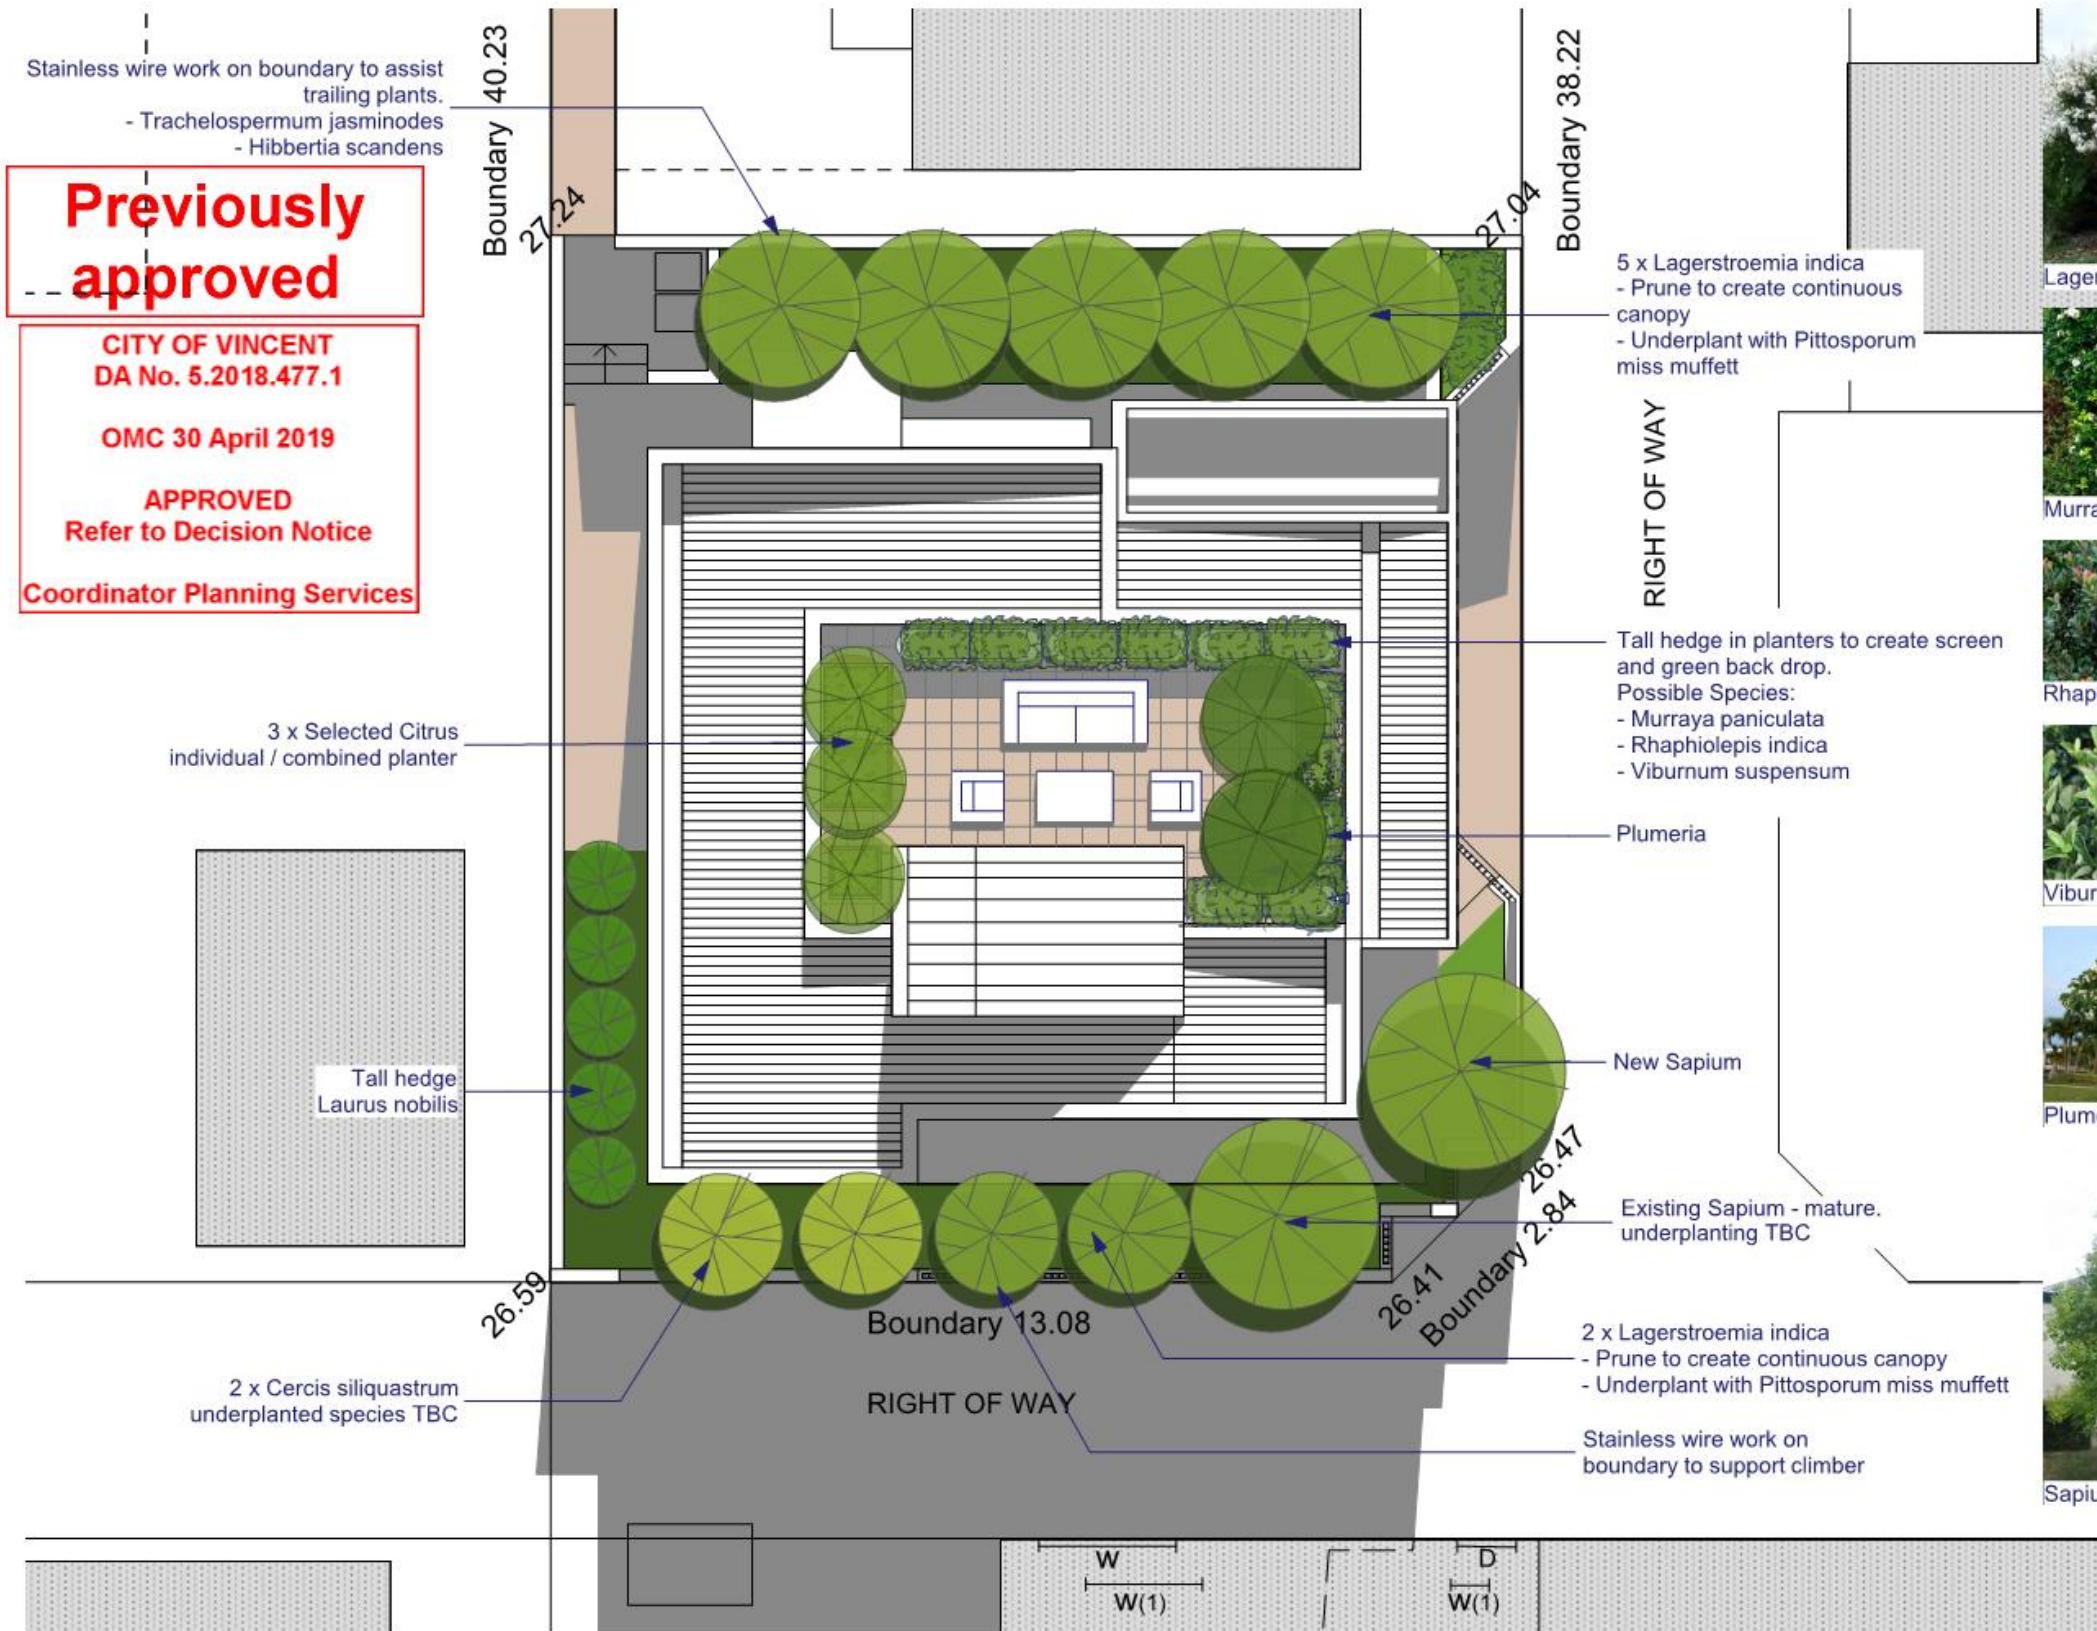 Stainless wire work on boundary to assist
trailing plants.
- Trachelospermum jasminodes
- Hibbertia scandens
Boundary 40.23
27.24
Previously
approved
CITY OF VINCENT
DA No. 5.2018.477.1
OMC 30 April 2019
APPROVED
Refer to Decision Notice
Coordinator Planning Services
27.04
Boundary 38.22
5 x Lagerstroemia indica
- Prune to create continuous
canopy
- Underplant with Pittosporum
miss muffett
RIGHT OF WAY
Tall hedge in planters to create screen
and green back drop.
Possible Species:
- Murraya paniculata
- Rhaphiolepis indica
- Viburnum suspensum
3 x Selected Citrus
individual / combined planter
Plumeria
New Sapium
Tall hedge
Laurus nobilis
26.47
Boundary 2.84
26.41
Existing Sapium - mature.
underplanting TBC
26.59
Boundary 13.08
2 x Lagerstroemia indica
- Prune to create continuous canopy
- Underplant with Pittosporum miss muffett
2 x Cercis siliquastrum
underplanted species TBC
RIGHT OF WAY
Stainless wire work on
boundary to support climber
W
W(1)
D
W(1)
Lager
Murra
Rhap
Vibur
Plum
Sapiu